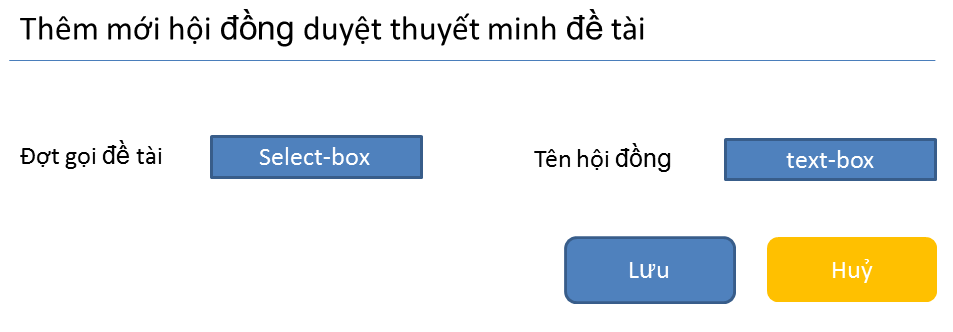 Thêm mới hội đồng duyệt thuyết minh đề tài
Đợt gọi đề tài
Select-box
Tên hội đồng
text-box
Lưu
Huỷ